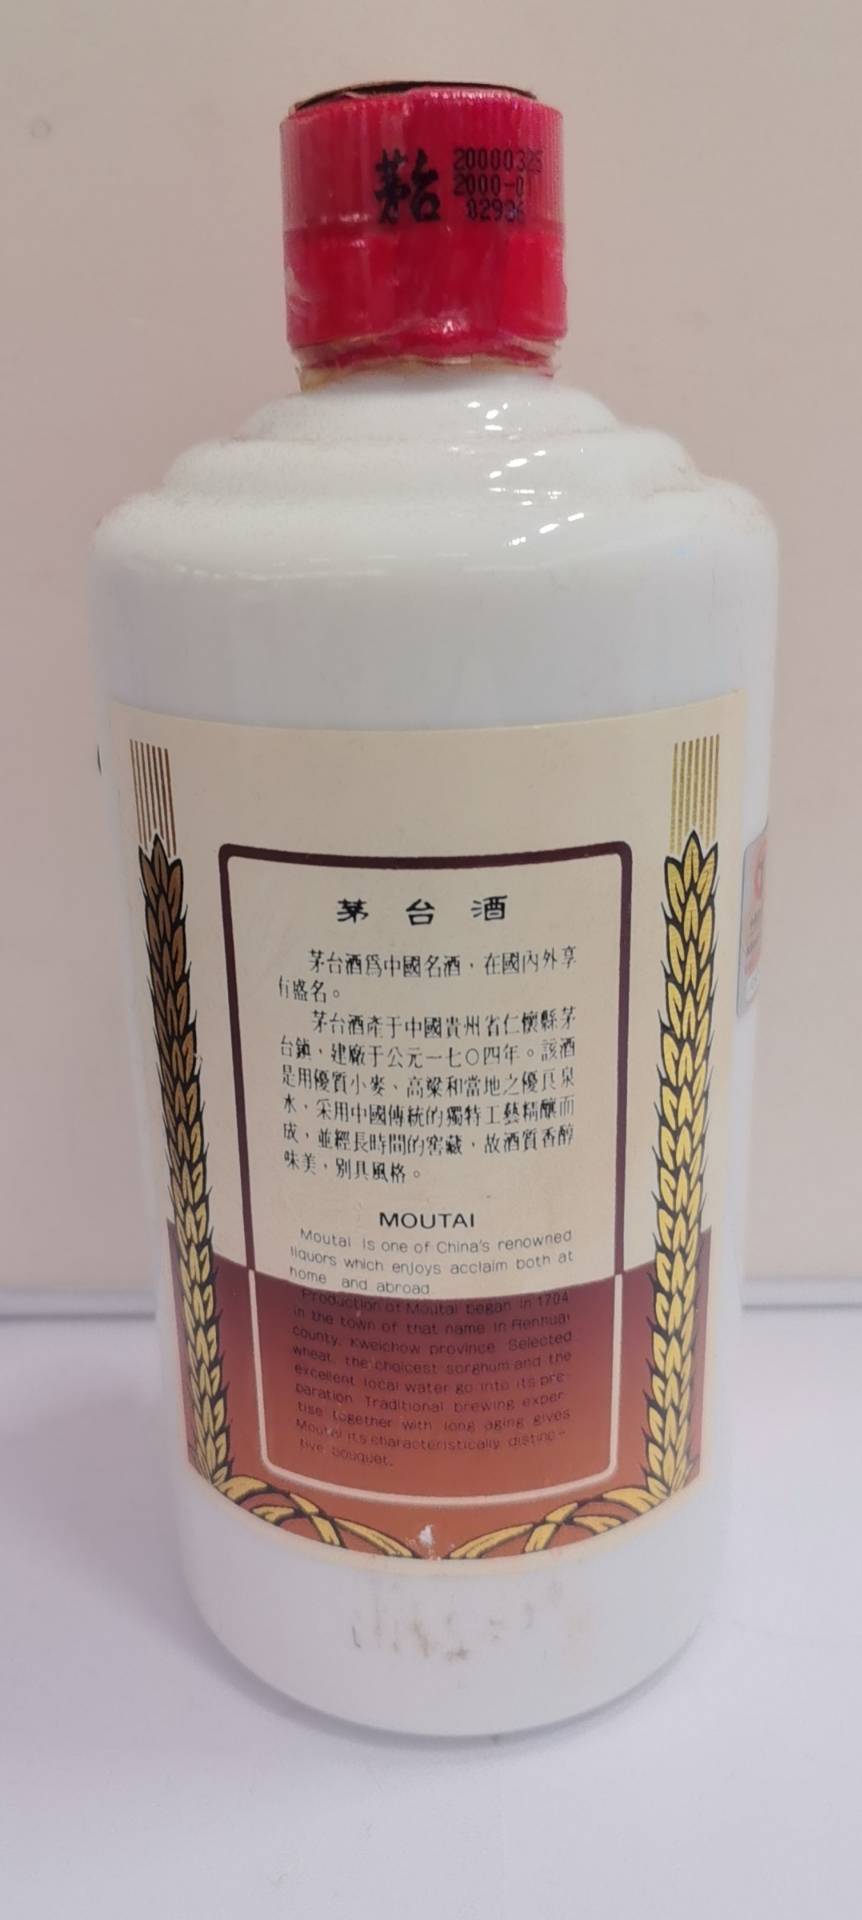 茅台
20000325
2000-01
02986
茅台酒
茅台酒爲中國名酒，在國內外享
有盛名。
茅台酒產于中國貴州省仁懷縣茅
台鎮，建廠于公元一七〇四年。該酒
是用優質小麥、高粱和當地之優良泉
水，采用中國傳統的獨特工藝精釀而
成，並經長時間的窖藏，故酒質香醇
味美，別具風格。
MOUTAI
Moutai is one of China's renowned
liquors which enjoys acclaim both at
home and abroad.
Production of Moutai began in 1704
in the town of that name in Renhuai
county, Kweichow province. Selected
wheat, the choicest sorghum and the
excellent local water go into its pre-
paration. Traditional brewing exper-
tise together with long aging gives
Moutai its characteristically distinc-
tive bouquet.